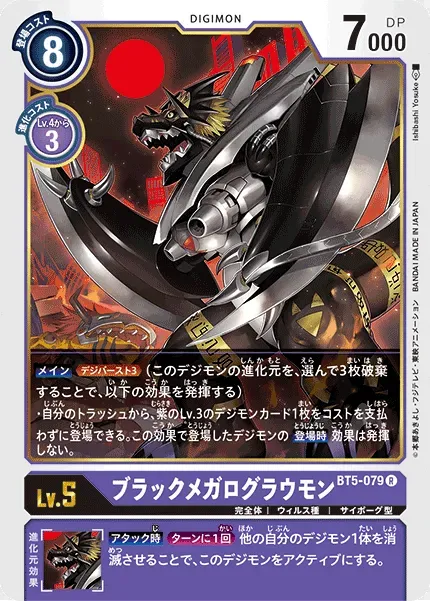 登場コスト
8
DIGIMON
7000
DP
進化コスト
Lv.4から
3
Ishibashi Yosuke
©本郷あきよし・フジテレビ・東映アニメーション BANDAI MADE IN JAPAN
メイン デジバースト3 (このデジモンの進化元を、選んで3枚破棄
することで、以下の効果を発揮する)
・自分のトラッシュから、紫のLv.3のデジモンカード1枚をコストを支払
わずに登場できる。この効果で登場したデジモンの 登場時 効果は発揮
しない。
Lv.5
ブラックメガログラウモン
BT5-079 R
完全体 | ウィルス種 | サイボーグ型
進化元効果
アタック時 ターンに1回 他の自分のデジモン1体を消
滅させることで、このデジモンをアクティブにする。